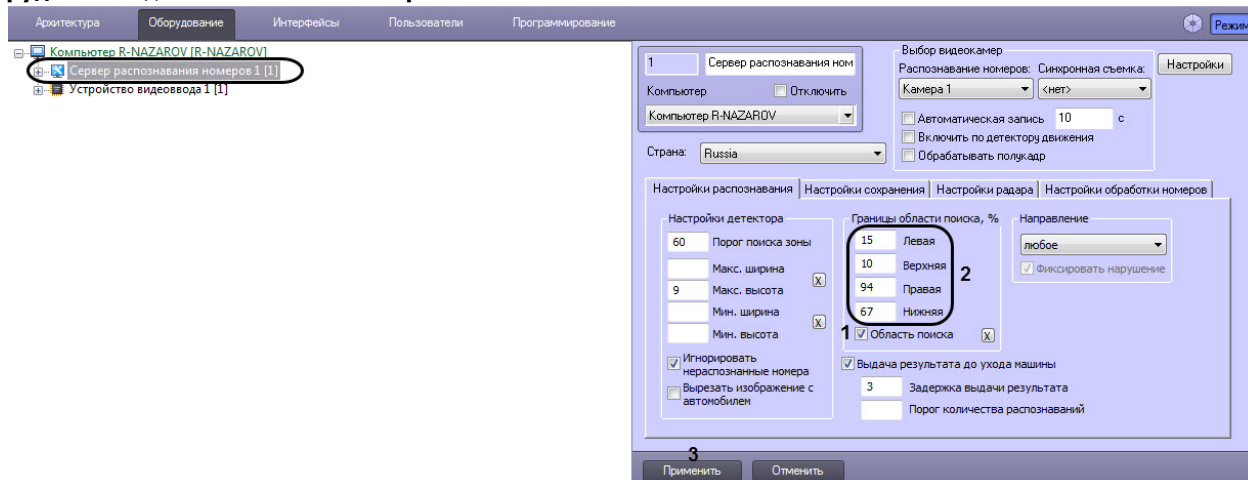 Архитектура Оборудование Интерфейсы Пользователи Программирование Режим
Компьютер R-NAZAROV [R-NAZAROV]
Сервер распознавания номеров 1 [1]
Устройство видеоввода 1 [1]
1 Сервер распознавания ном
Компьютер Отключить
Компьютер R-NAZAROV
Страна: Russia
Выбор видеокамер
Распознавание номеров: Синхронная съемка:
Камера 1 <нет>
Автоматическая запись 10 с
Включить по детектору движения
Обрабатывать полукадр
Настройки
Настройки распознавания Настройки сохранения Настройки радара Настройки обработки номеров
Настройки детектора
60 Порог поиска зоны
Макс. ширина
X
9 Макс. высота
Мин. ширина
X
Мин. высота
Игнорировать
нераспознанные номера
Вырезать изображение с
автомобилем
Границы области поиска, %
15 Левая
10 Верхняя
2
94 Правая
67 Нижняя
1 Область поиска X
Направление
любое
Фиксировать нарушение
Выдача результата до ухода машины
3 Задержка выдачи результата
Порог количества распознаваний
3
Применить Отменить